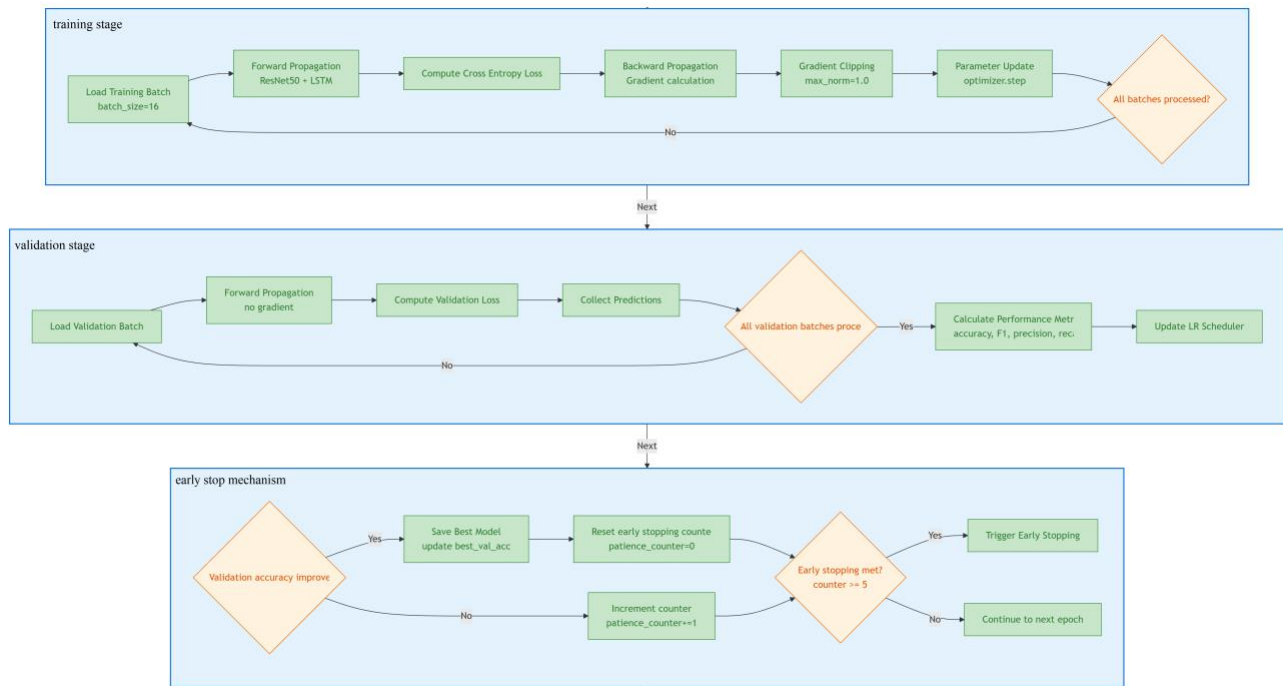 training stage
Forward Propagation
ResNet50 + LSTM
Compute Cross Entropy Loss
Backward Propagation
Gradient calculation
Gradient Clipping
max_norm=1.0
Parameter Update
optimizer.step
Load Training Batch
batch_size=16
All batches processed?
No
Next
validation stage
Forward Propagation
no gradient
Compute Validation Loss
Collect Predictions
Load Validation Batch
All validation batches proce
Yes
Calculate Performance Metr
accuracy, F1, precision, reca
Update LR Scheduler
No
Next
early stop mechanism
Yes
Save Best Model
update best_val_acc
Reset early stopping counte
patience_counter=0
Validation accuracy improve
Early stopping met?
counter >= 5
Yes
Trigger Early Stopping
No
Increment counter
patience_counter+=1
No
Continue to next epoch